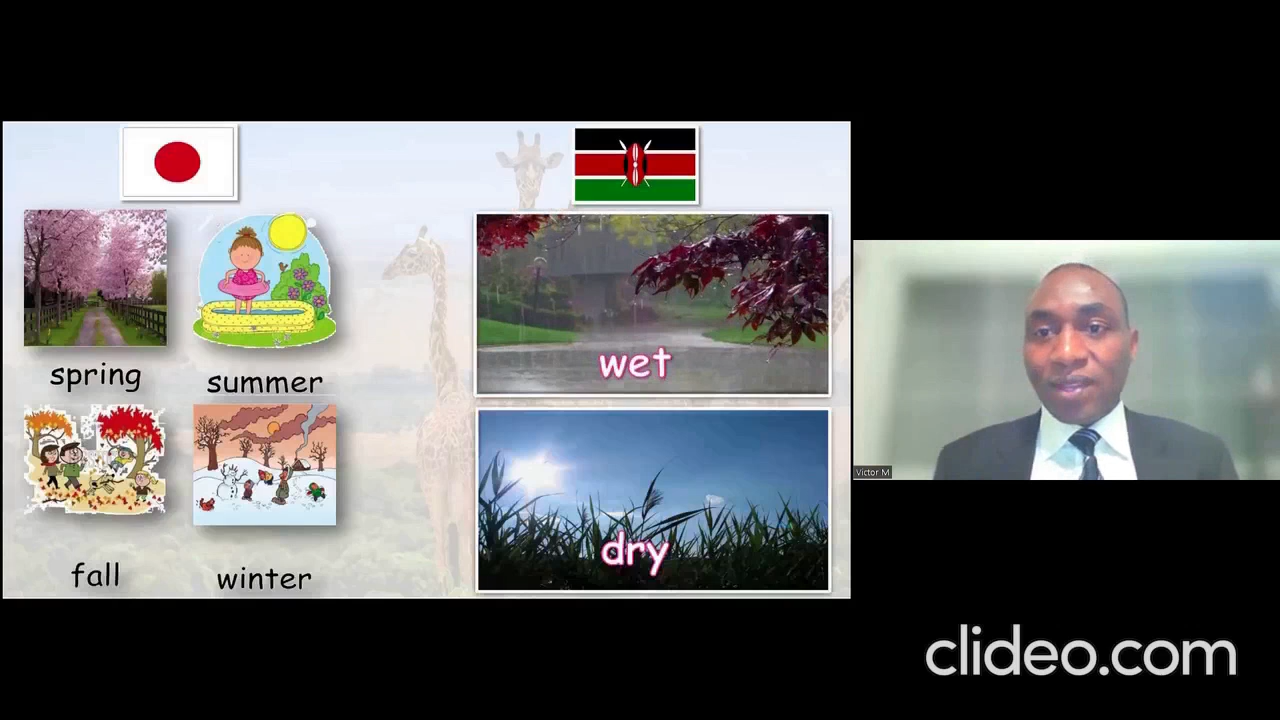 spring
summer
fall
winter
wet
dry
Victor M
clideo.com